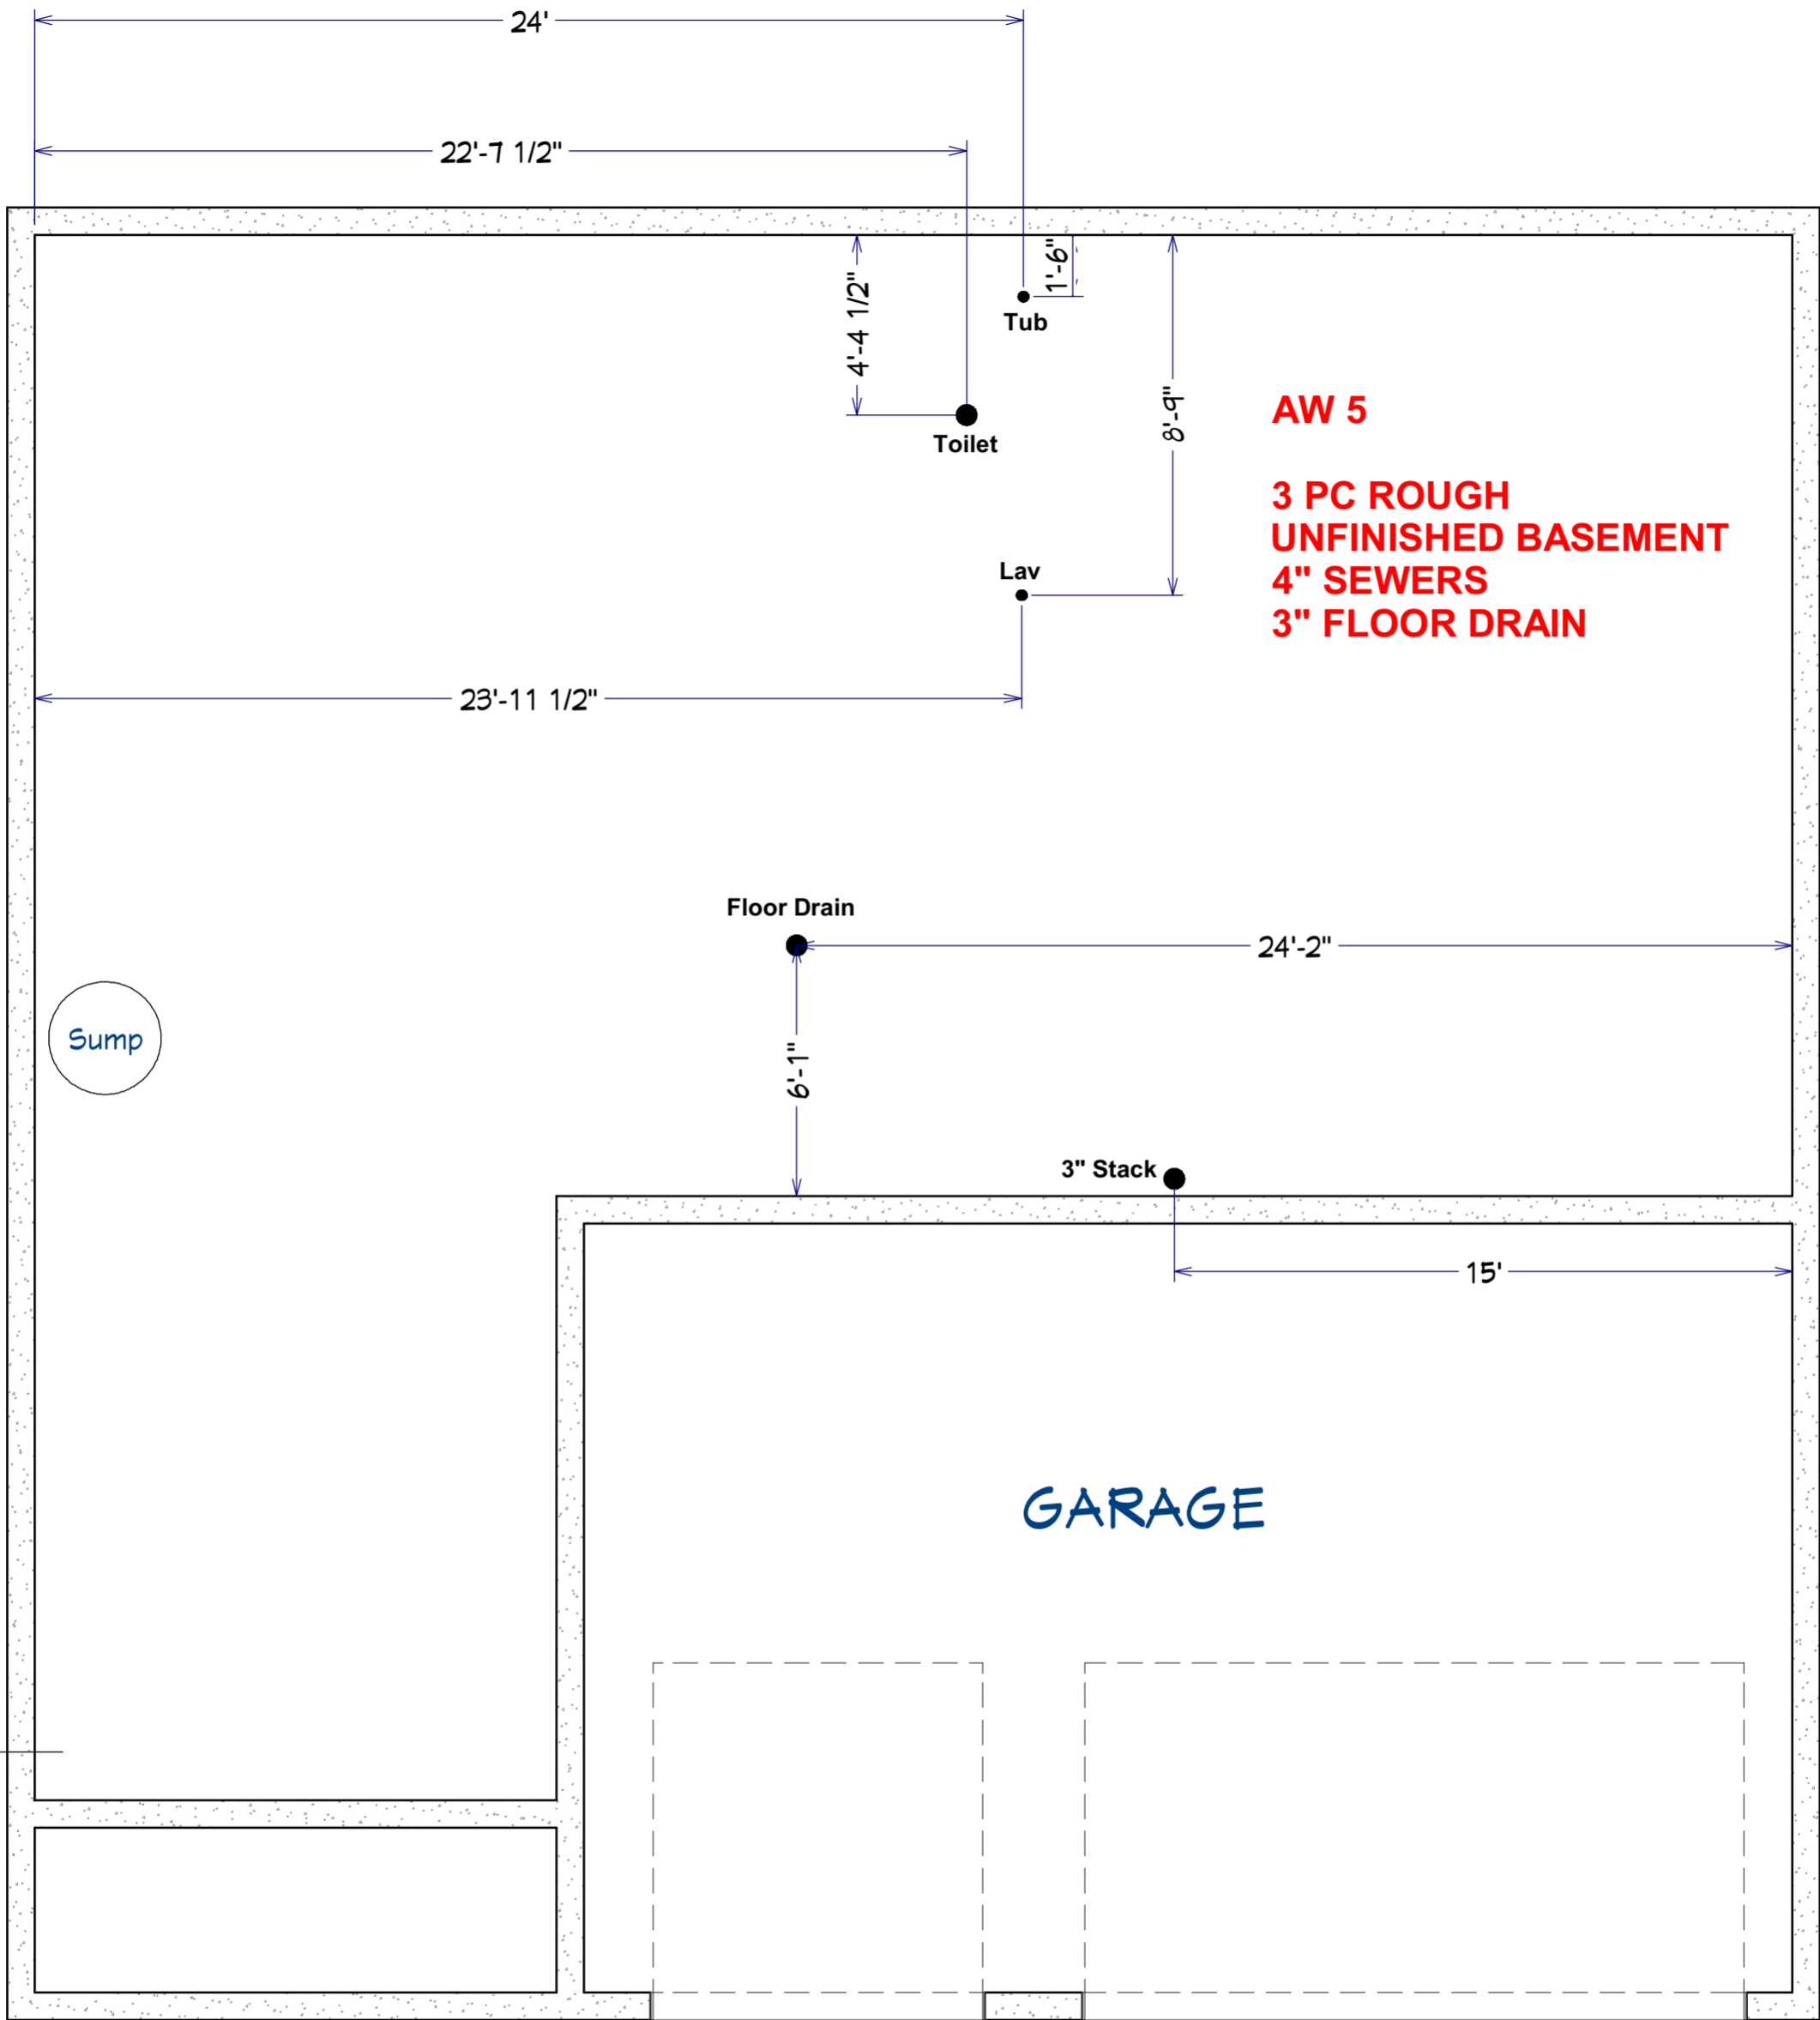 24'
22'-7 1/2"
1'-6"
4'-4 1/2"
Tub
8'-9"
AW 5
Toilet
3 PC ROUGH
UNFINISHED BASEMENT
4" SEWERS
3" FLOOR DRAIN
Lav
23'-11 1/2"
Floor Drain
24'-2"
Sump
6'-1"
3" Stack
15'
GARAGE